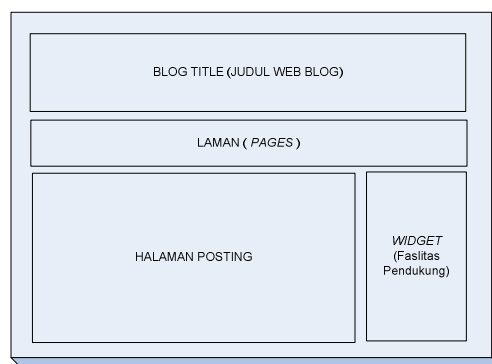 BLOG TITLE (JUDUL WEB BLOG)
LAMAN ( PAGES )
HALAMAN POSTING
WIDGET
(Faslitas
Pendukung)